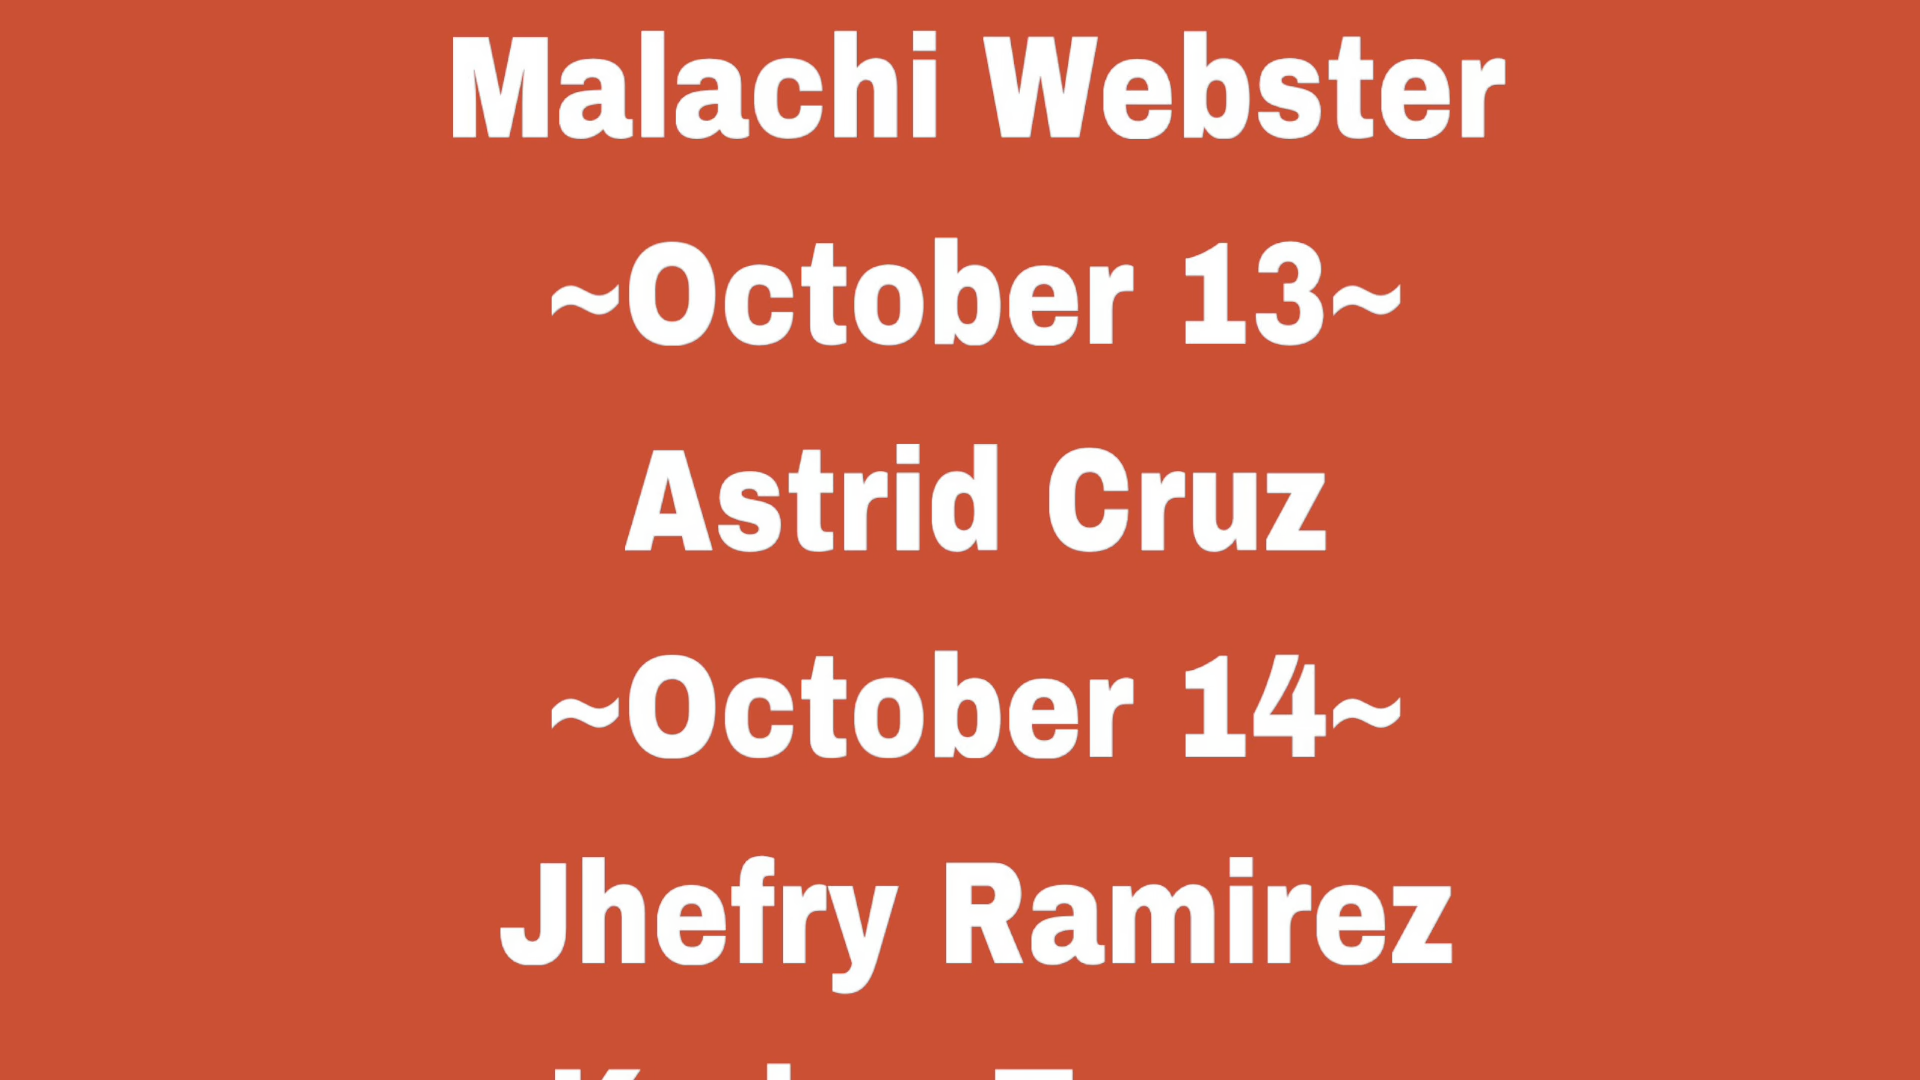 Malachi Webster
~October 13~
Astrid Cruz
~October 14~
Jhefry Ramirez